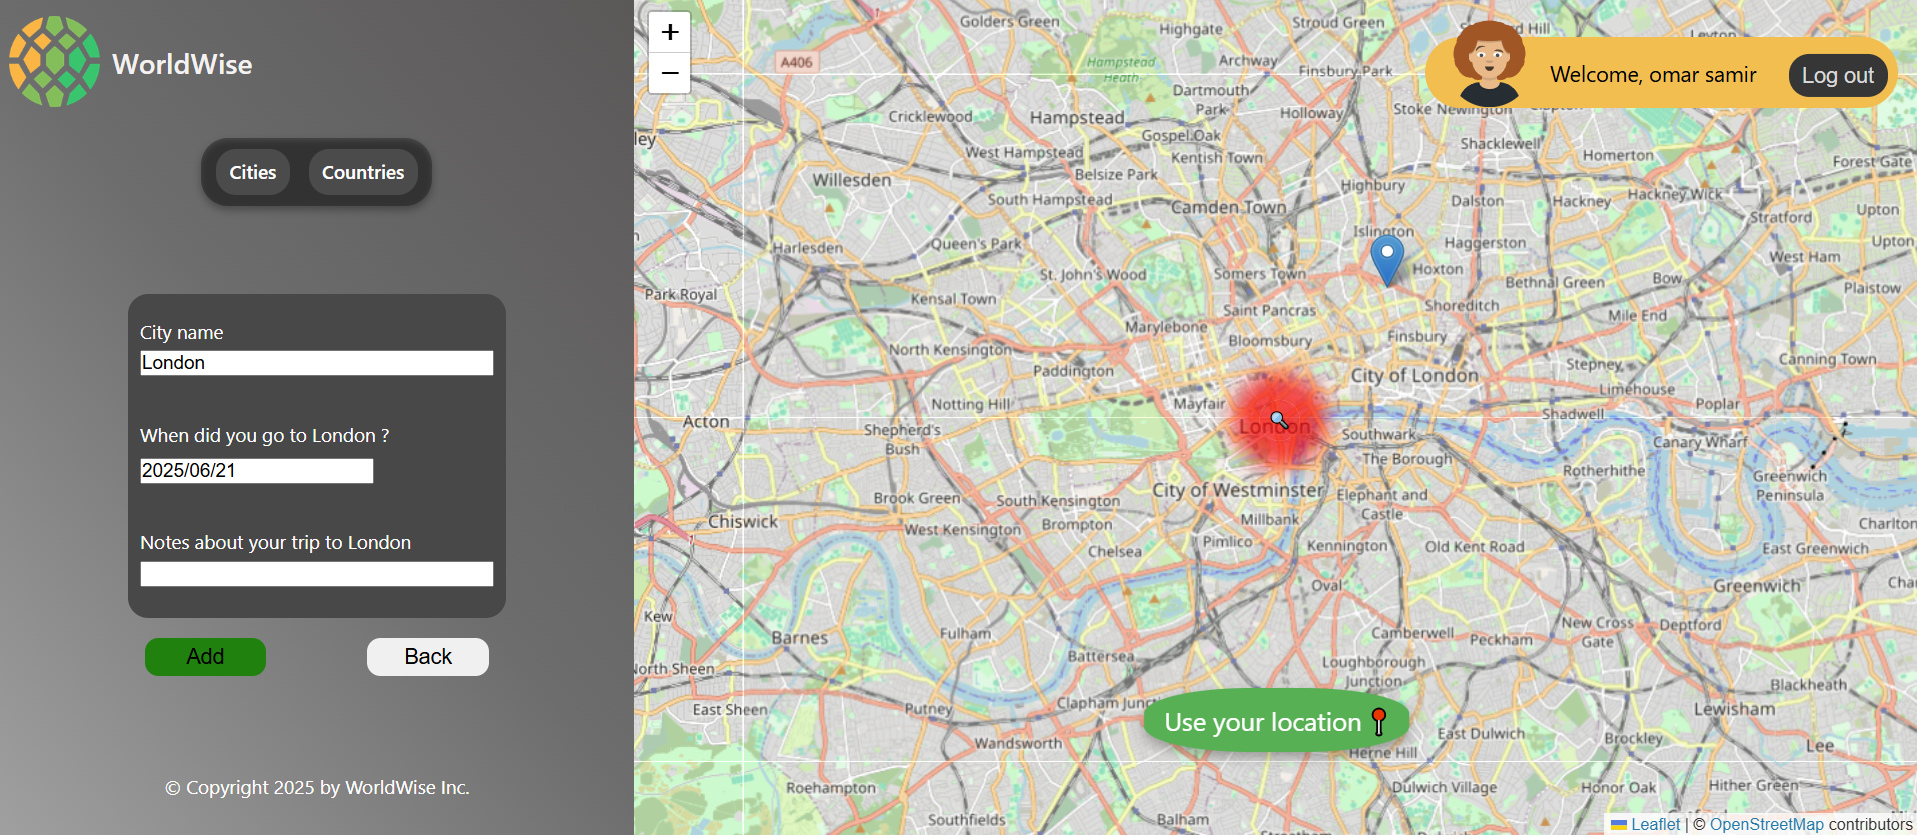 WorldWise
Cities
Countries
City name
London
When did you go to London ?
2025/06/21
Notes about your trip to London
Add
Back
© Copyright 2025 by WorldWise Inc.
+
−
Welcome, omar samir
Log out
Use your location
Golders Green
Highgate
Stroud Green
Leyton
A406
Hampstead Heath
Archway
Finsbury Park
Dartmouth Park
Holloway
Stoke Newington
Cricklewood
Hampstead
Gospel Oak
Shacklewell
West Hampstead
Kentish Town
Homerton
Forest Gate
Willesden
Belsize Park
Highbury
Hackney Wick
South Hampstead
Camden Town
Dalston
Hackney
Stratford
Upton
Harlesden
Queen's Park
Islington
Haggerston
Upton
St. John's Wood
Somers Town
Hoxton
Bethnal Green
Bow
West Ham
Park Royal
Kensal Town
Saint Pancras
Shoreditch
Mile End
Plaistow
Marylebone
Bloomsbury
Finsbury
North Kensington
Paddington
City of London
Stepney
Canning Town
Limehouse
Notting Hill
Mayfair
Shadwell
Poplar
Acton
Shepherd's Bush
London
Southwark
Canary Wharf
The Borough
Rotherhithe
Greenwich Peninsula
Brook Green
South Kensington
City of Westminster
Elephant and Castle
Chiswick
West Kensington
Brompton
Millbank
Charlton
Chelsea
Pimlico
Kennington
Old Kent Road
East Greenwich
Oval
Greenwich
Kew
Barnes
Fulham
Camberwell
Peckham
New Cross Gate
Deptford
North Sheen
Battersea
Loughborough Junction
Blackheath
East Sheen
Putney
Clapham
Lewisham
Wandsworth
Herne Hill
East Dulwich
Brockley
Lee
Roehampton
Dulwich Village
Honor Oak
Hither Green
Southfields
Balham
Leaflet | © OpenStreetMap contributors